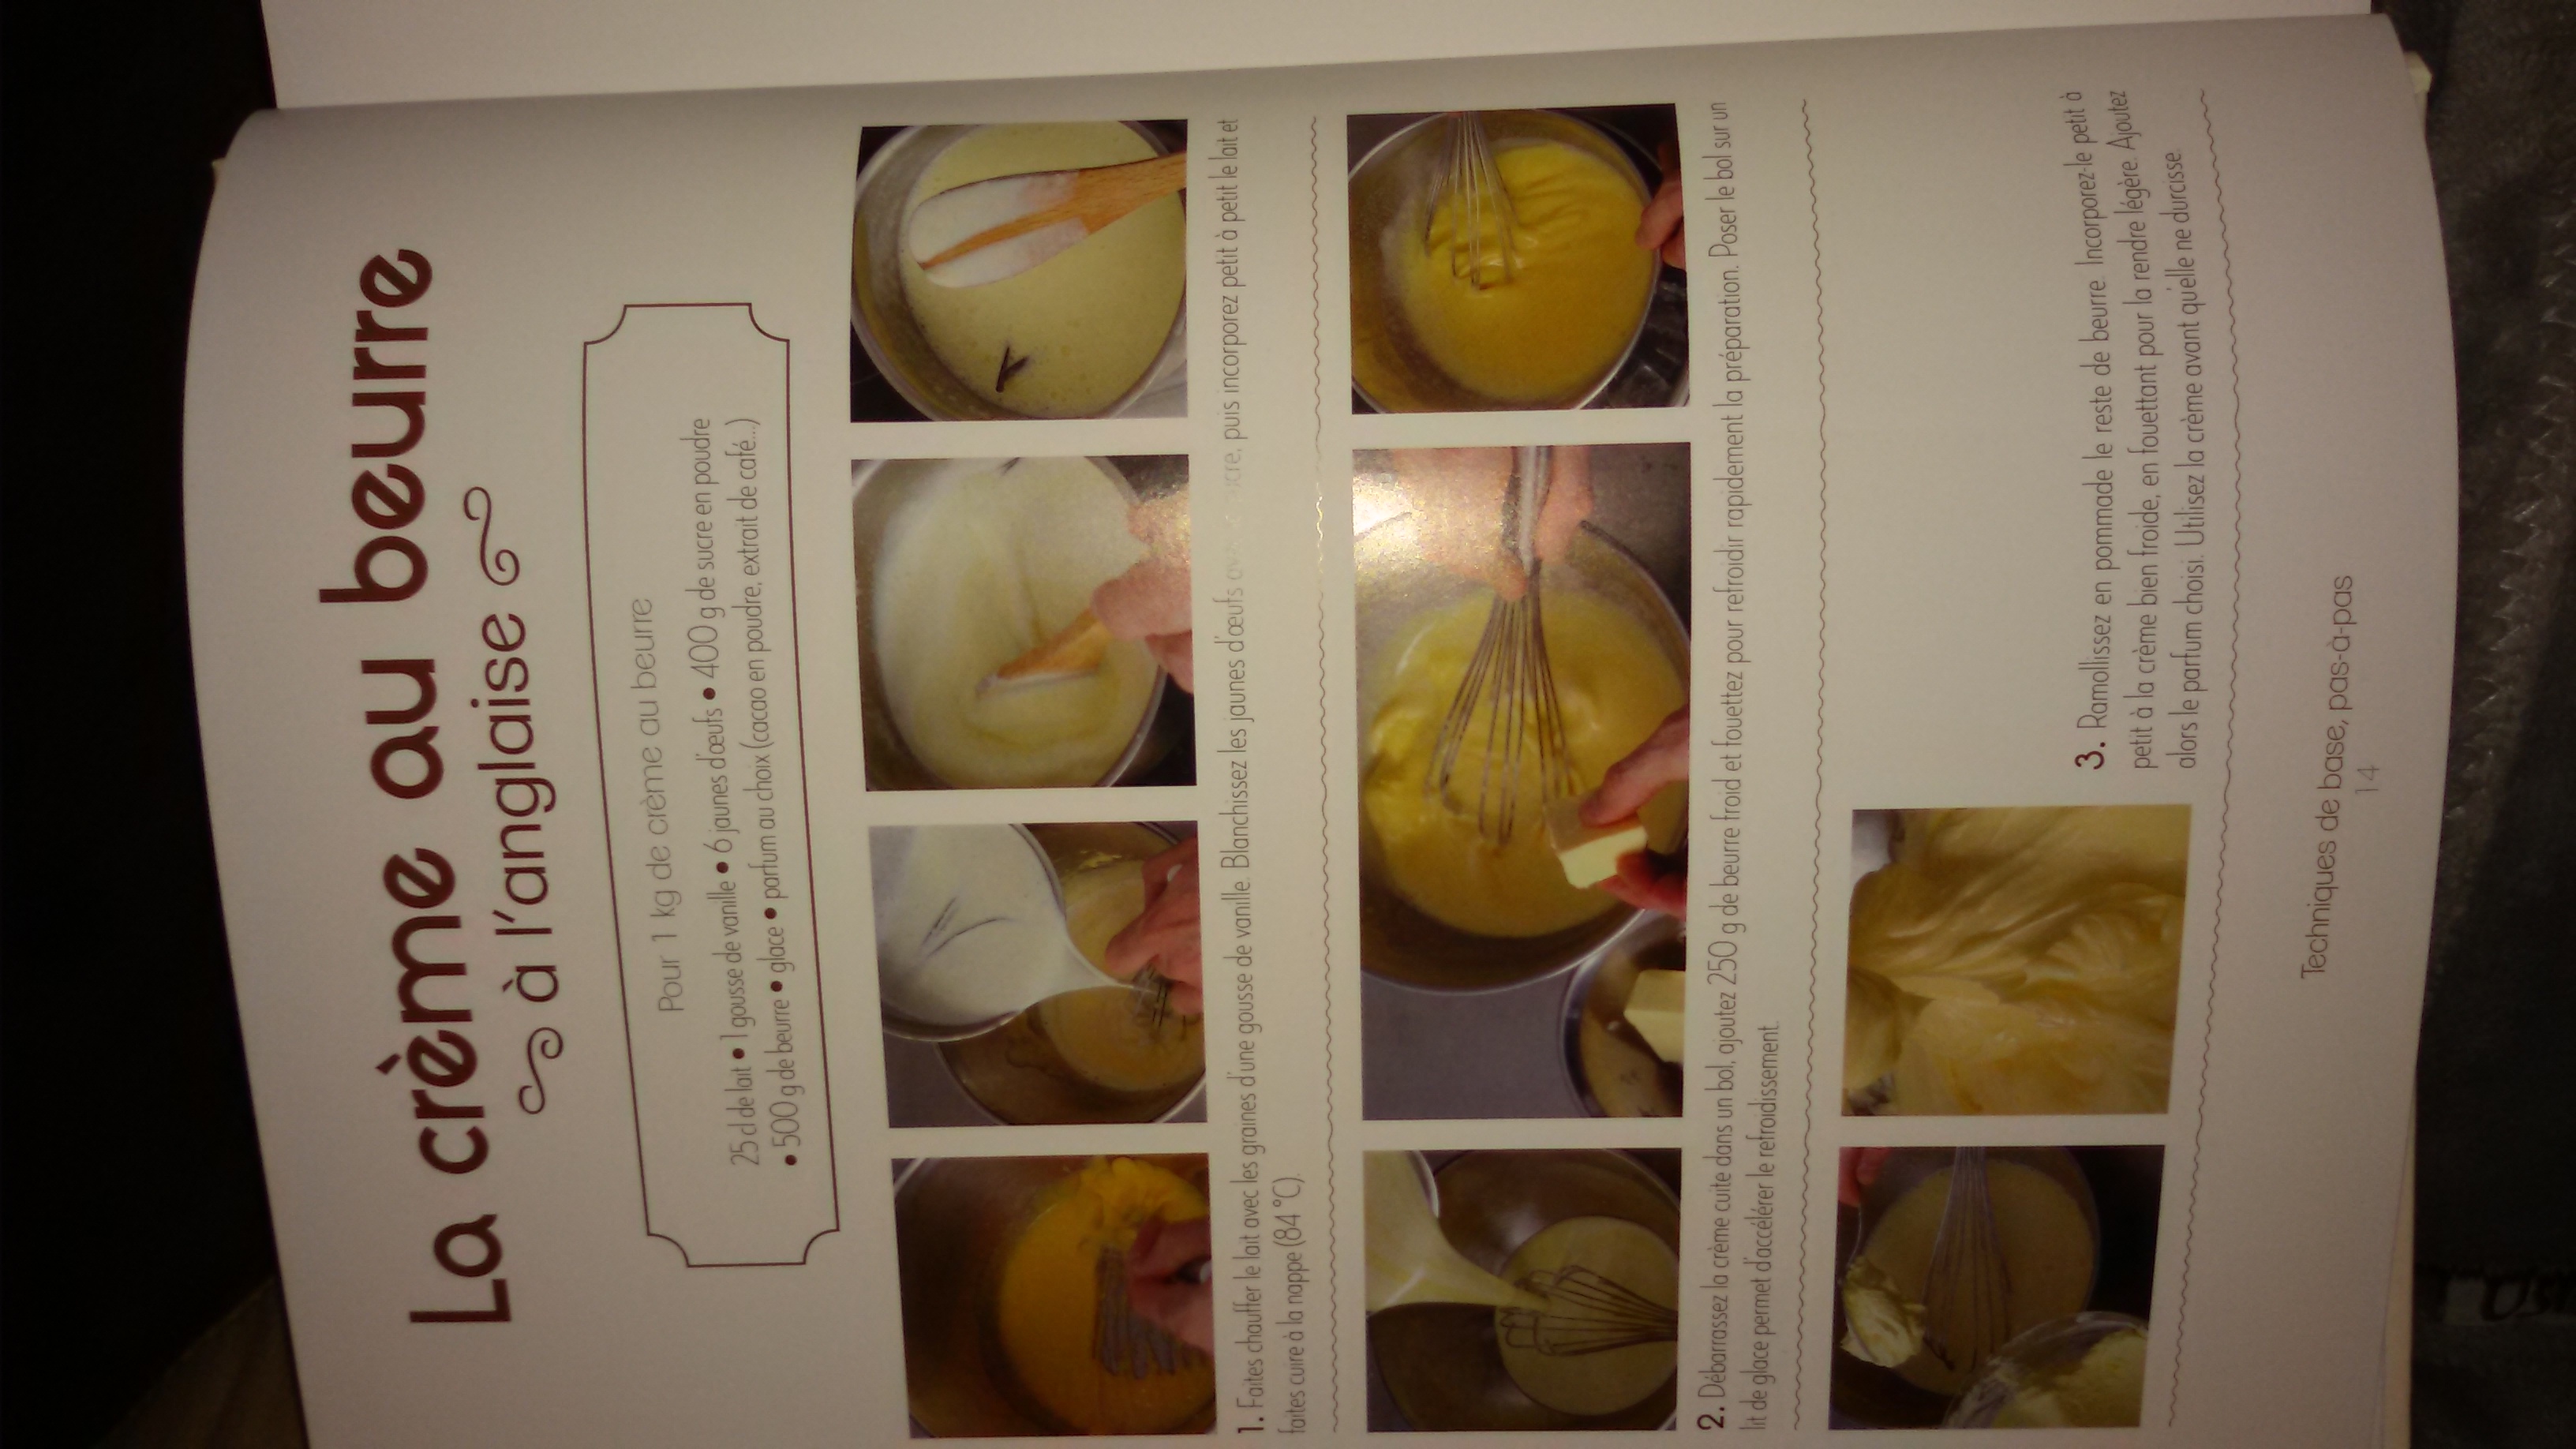 La crème au beurre
à l'anglaise
Pour 1 kg de crème au beurre
25 cl de lait • 1 gousse de vanille • 6 jaunes d'œufs • 400 g de sucre en poudre
• 500 g de beurre • glace • parfum au choix (cacao en poudre, extrait de café...)
1. Faites chauffer le lait avec les graines d'une gousse de vanille. Blanchissez les jaunes d'œufs avec le sucre, puis incorporez petit à petit le lait et
faites cuire à la nappe (84 °C).
2. Débarrassez la crème cuite dans un bol, ajoutez 250 g de beurre froid et fouettez pour refroidir rapidement la préparation. Poser le bol sur un
lit de glace permet d'accélérer le refroidissement.
3. Ramollissez en pommade le reste de beurre. Incorporez-le petit à
petit à la crème bien froide, en fouettant pour la rendre légère. Ajoutez
alors le parfum choisi. Utilisez la crème avant qu'elle ne durcisse.
Techniques de base, pas-à-pas
14